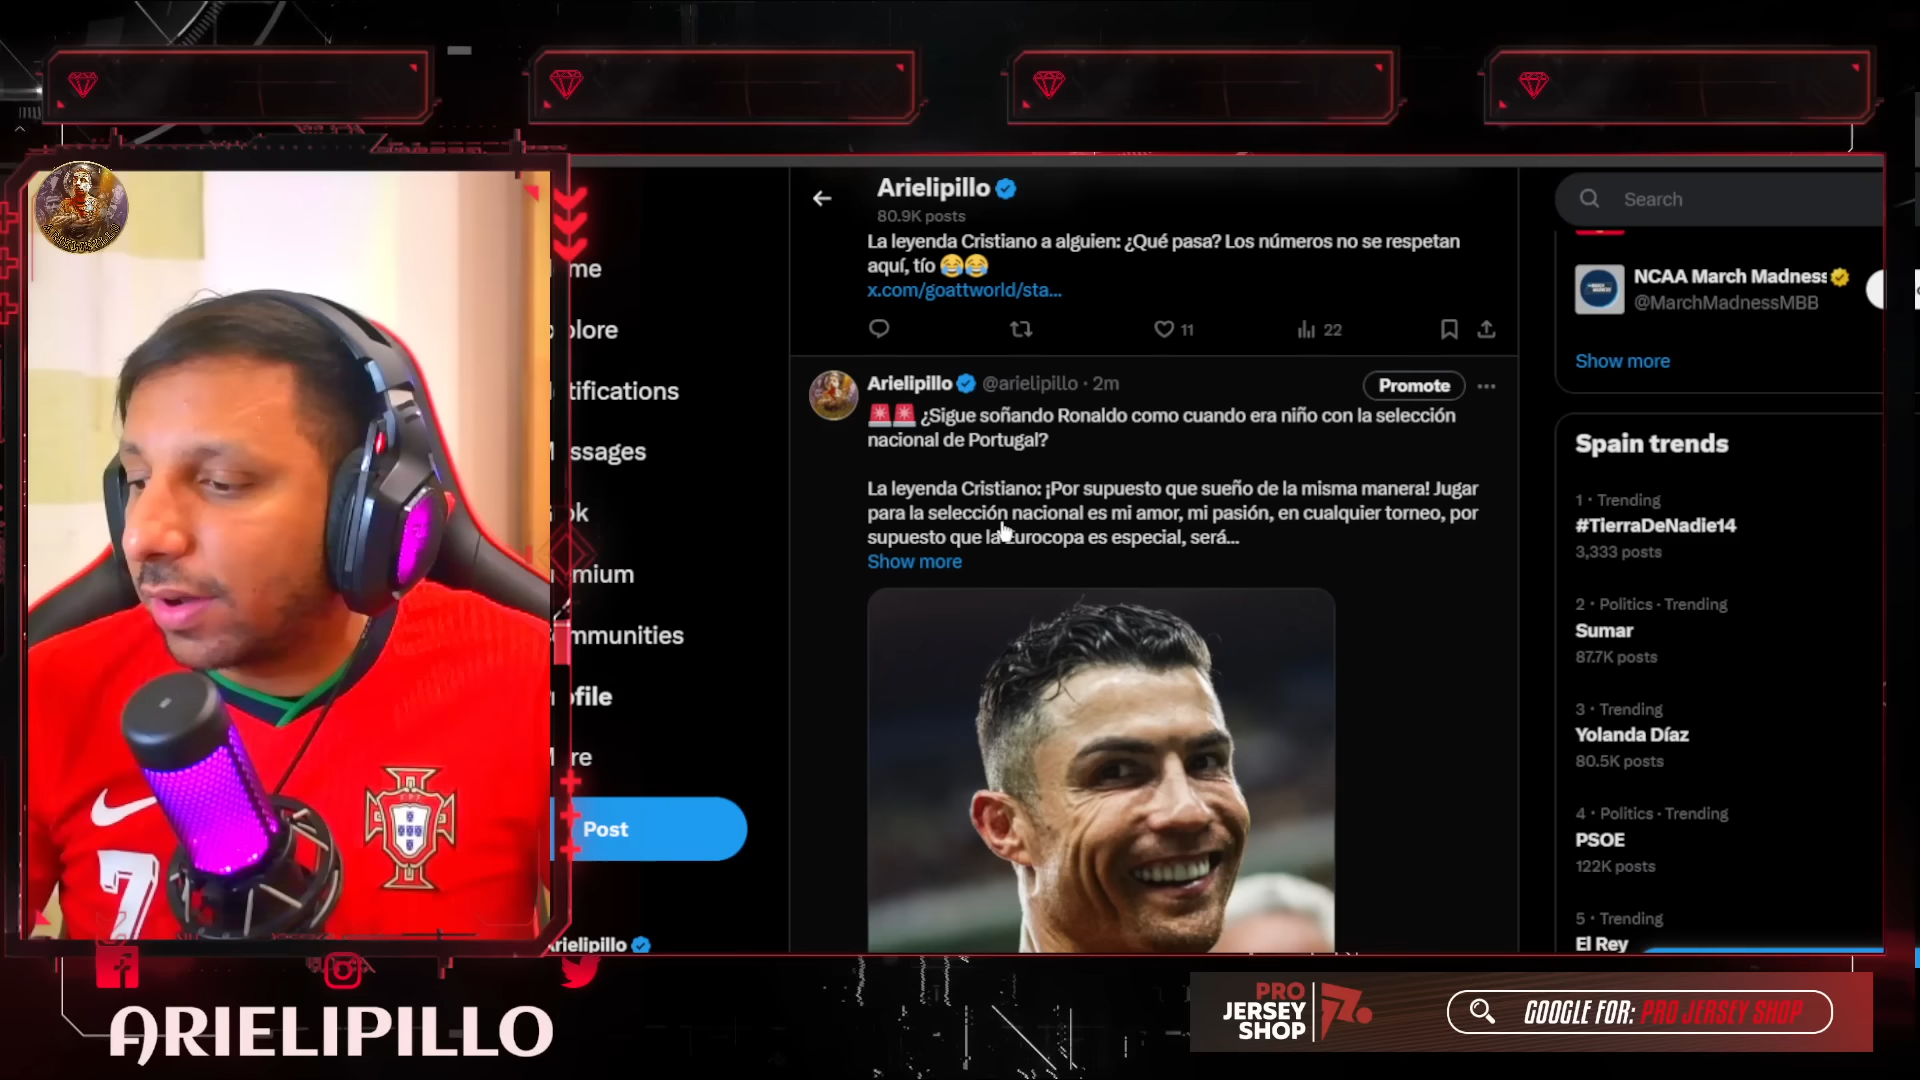 Arielipillo
80.9K posts
La leyenda Cristiano a alguien: ¿Qué pasa? Los números no se respetan
aquí, tío 😂😂
x.com/goattworld/sta...
11
22
Arielipillo @arielipillo · 2m
Promote
🚨🚨 ¿Sigue soñando Ronaldo como cuando era niño con la selección
nacional de Portugal?
La leyenda Cristiano: ¡Por supuesto que sueño de la misma manera! Jugar
para la selección nacional es mi amor, mi pasión, en cualquier torneo, por
supuesto que la Eurocopa es especial, será...
Show more
me
plore
tifications
ssages
ok
mium
mmunities
ofile
re
Post
Arielipillo
Search
NCAA March Madness
@MarchMadnessMBB
Show more
Spain trends
1 · Trending
#TierraDeNadie14
3,333 posts
2 · Politics · Trending
Sumar
87.7K posts
3 · Trending
Yolanda Díaz
80.5K posts
4 · Politics · Trending
PSOE
122K posts
5 · Trending
El Rey
7
ARIELIPILLO
PRO
JERSEY
SHOP
GOOGLE FOR: PRO JERSEY SHOP